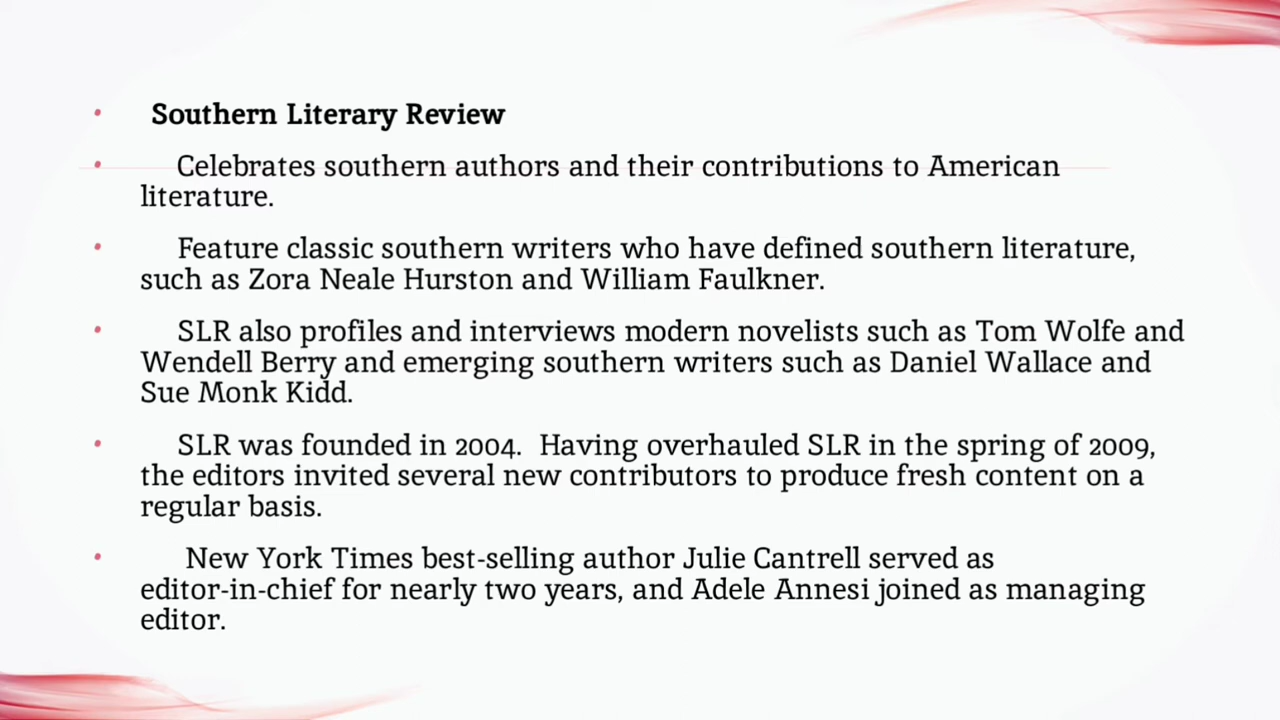 • Southern Literary Review
• Celebrates southern authors and their contributions to American
literature.
• Feature classic southern writers who have defined southern literature,
such as Zora Neale Hurston and William Faulkner.
• SLR also profiles and interviews modern novelists such as Tom Wolfe and
Wendell Berry and emerging southern writers such as Daniel Wallace and
Sue Monk Kidd.
• SLR was founded in 2004.  Having overhauled SLR in the spring of 2009,
the editors invited several new contributors to produce fresh content on a
regular basis.
• New York Times best-selling author Julie Cantrell served as
editor-in-chief for nearly two years, and Adele Annesi joined as managing
editor.